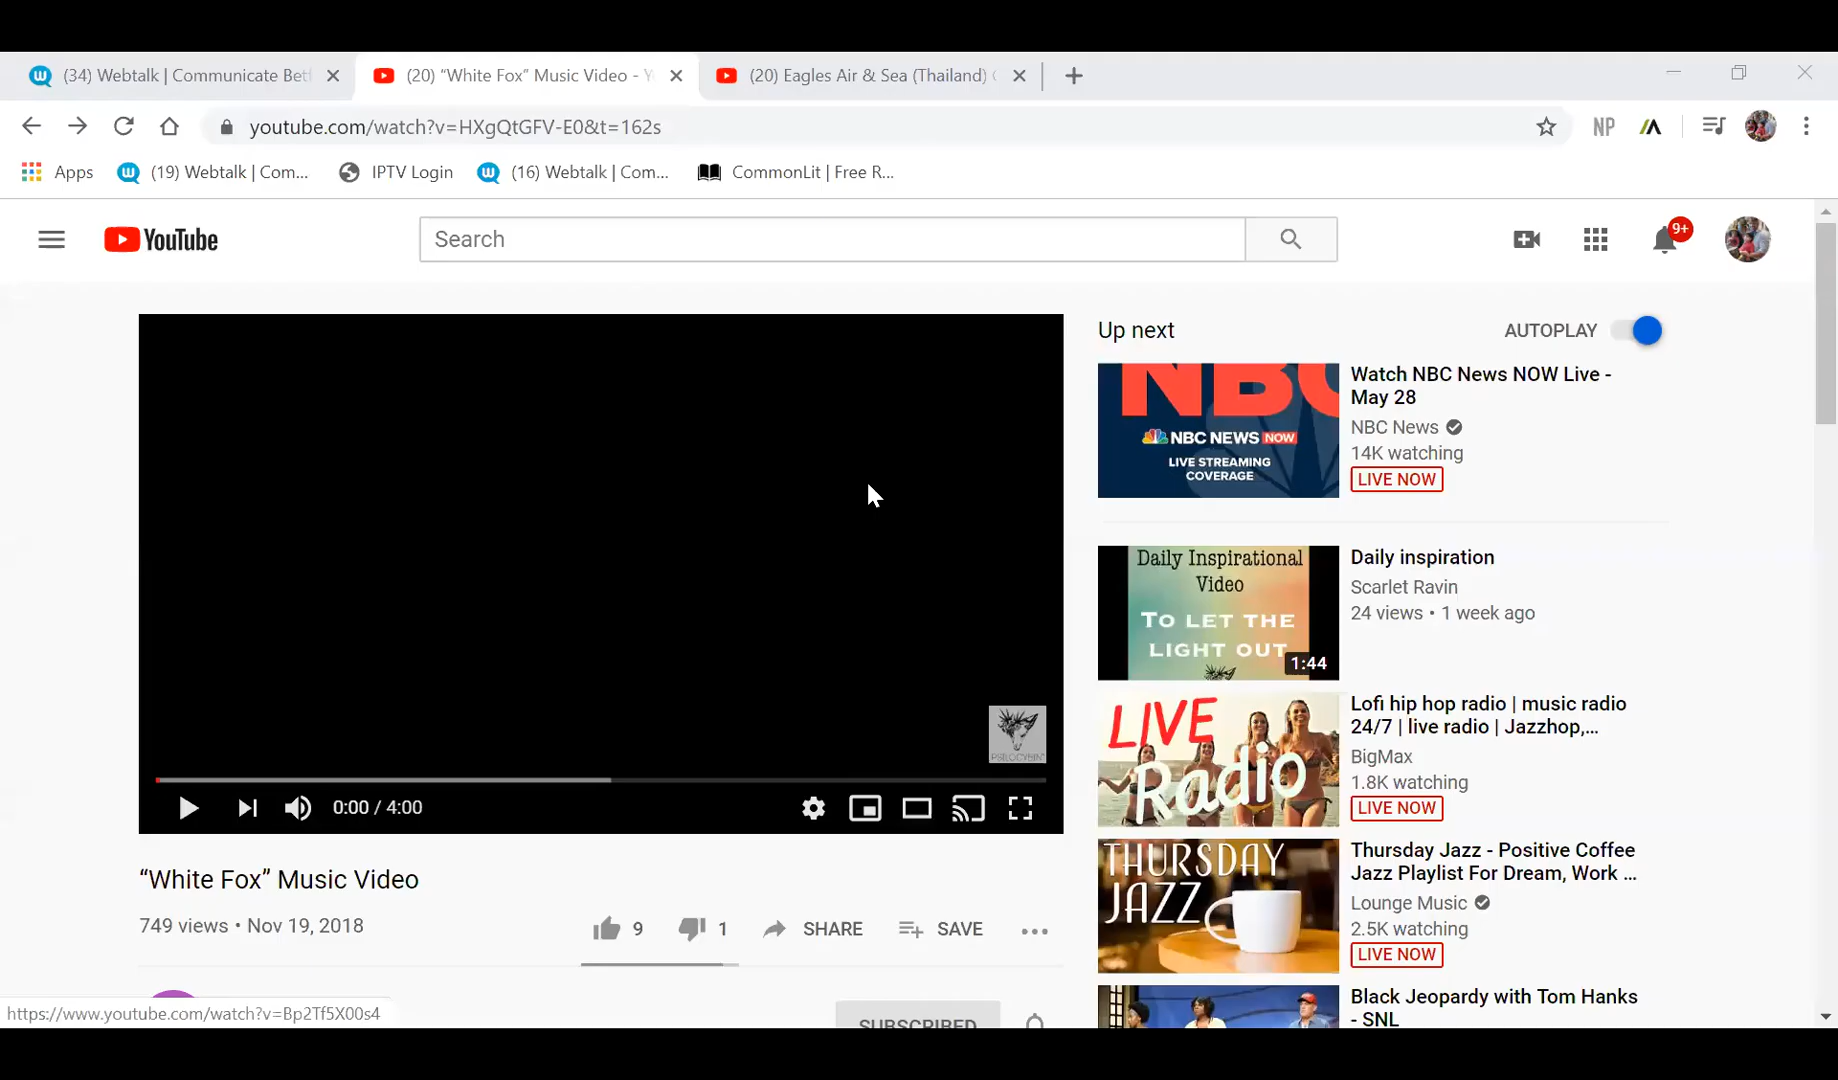 (34) Webtalk | Communicate Bet
(20) “White Fox” Music Video - Y
(20) Eagles Air & Sea (Thailand)
youtube.com/watch?v=HXgQtGFV-E0&t=162s
NP
Apps
(19) Webtalk | Com...
IPTV Login
(16) Webtalk | Com...
CommonLit | Free R...
YouTube
Search
9+
Up next
AUTOPLAY
NBC
NBC NEWS NOW
LIVE STREAMING
COVERAGE
Watch NBC News NOW Live -
May 28
NBC News
14K watching
LIVE NOW
Daily Inspirational
Video
TO LET THE
LIGHT OUT
1:44
Daily inspiration
Scarlet Ravin
24 views • 1 week ago
LIVE
Radio
Lofi hip hop radio | music radio
24/7 | live radio | Jazzhop,...
BigMax
1.8K watching
LIVE NOW
THURSDAY
JAZZ
Thursday Jazz - Positive Coffee
Jazz Playlist For Dream, Work ...
Lounge Music
2.5K watching
LIVE NOW
Black Jeopardy with Tom Hanks
- SNL
PSILOCYBIN
0:00 / 4:00
“White Fox” Music Video
749 views • Nov 19, 2018
9
1
SHARE
SAVE
SUBSCRIBED
https://www.youtube.com/watch?v=Bp2Tf5X00s4